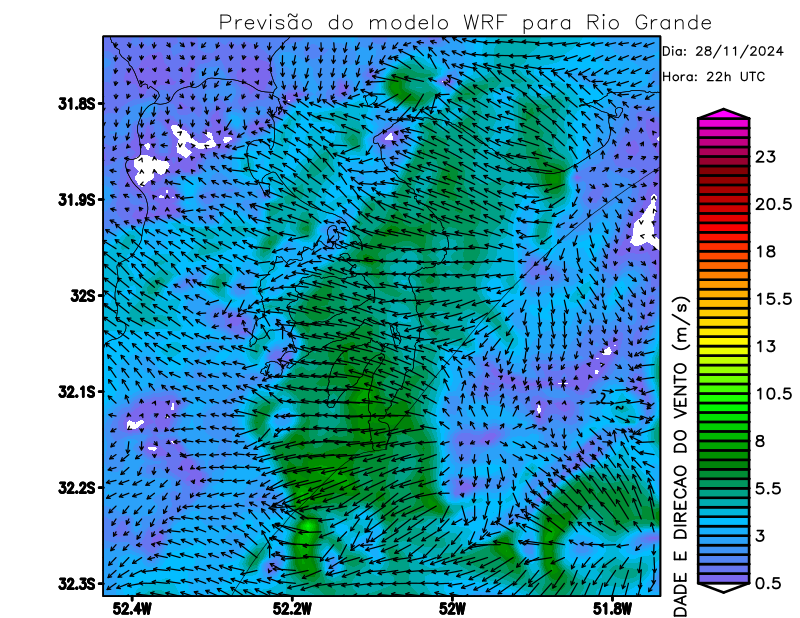 Previsão do modelo WRF para Rio Grande
Dia: 28/11/2024
Hora: 22h UTC
31.8S
31.9S
32S
32.1S
32.2S
32.3S
52.4W
52.2W
52W
51.8W
23
20.5
18
15.5
13
10.5
8
5.5
3
0.5
DADE E DIRECAO DO VENTO (m/s)